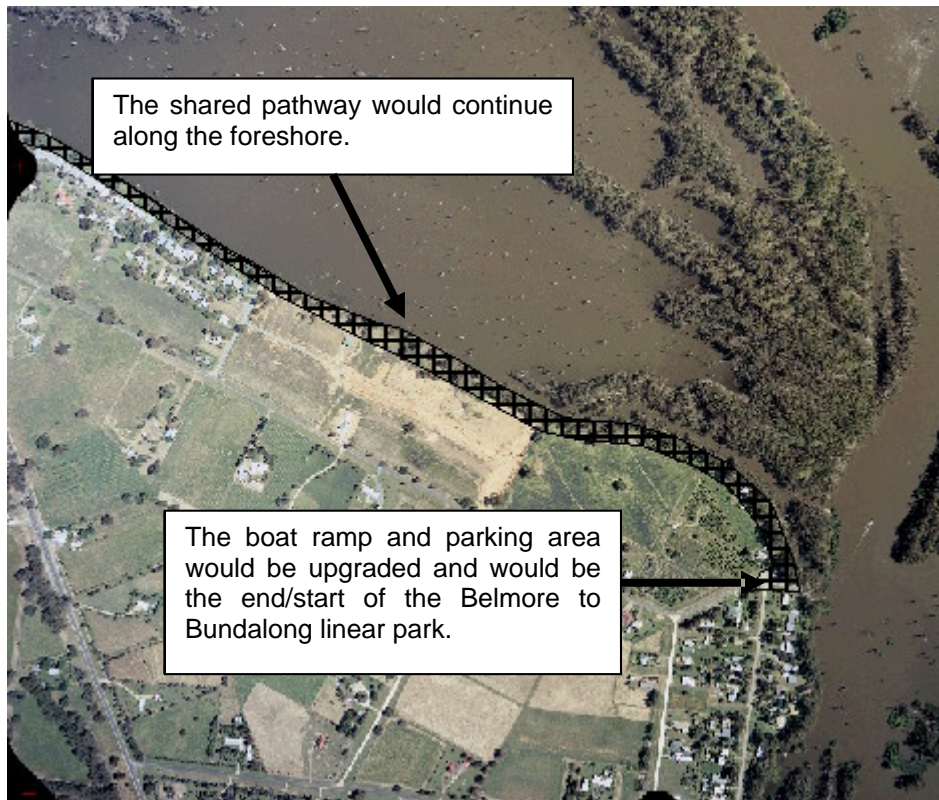 The shared pathway would continue
along the foreshore.
The boat ramp and parking area
would be upgraded and would be
the end/start of the Belmore to
Bundalong linear park.